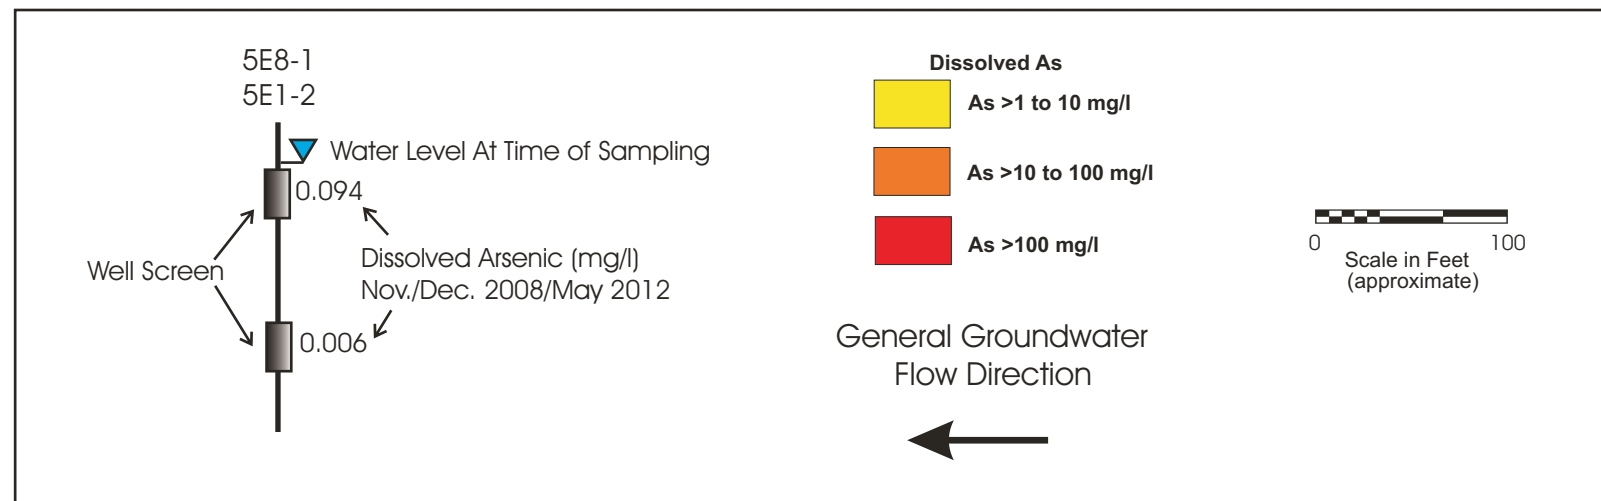 5E8-1
5E1-2
Water Level At Time of Sampling
0.094
Well Screen
Dissolved Arsenic (mg/l)
Nov./Dec. 2008/May 2012
0.006
Dissolved As
As >1 to 10 mg/l
As >10 to 100 mg/l
As >100 mg/l
General Groundwater
Flow Direction
0 100
Scale in Feet
(approximate)